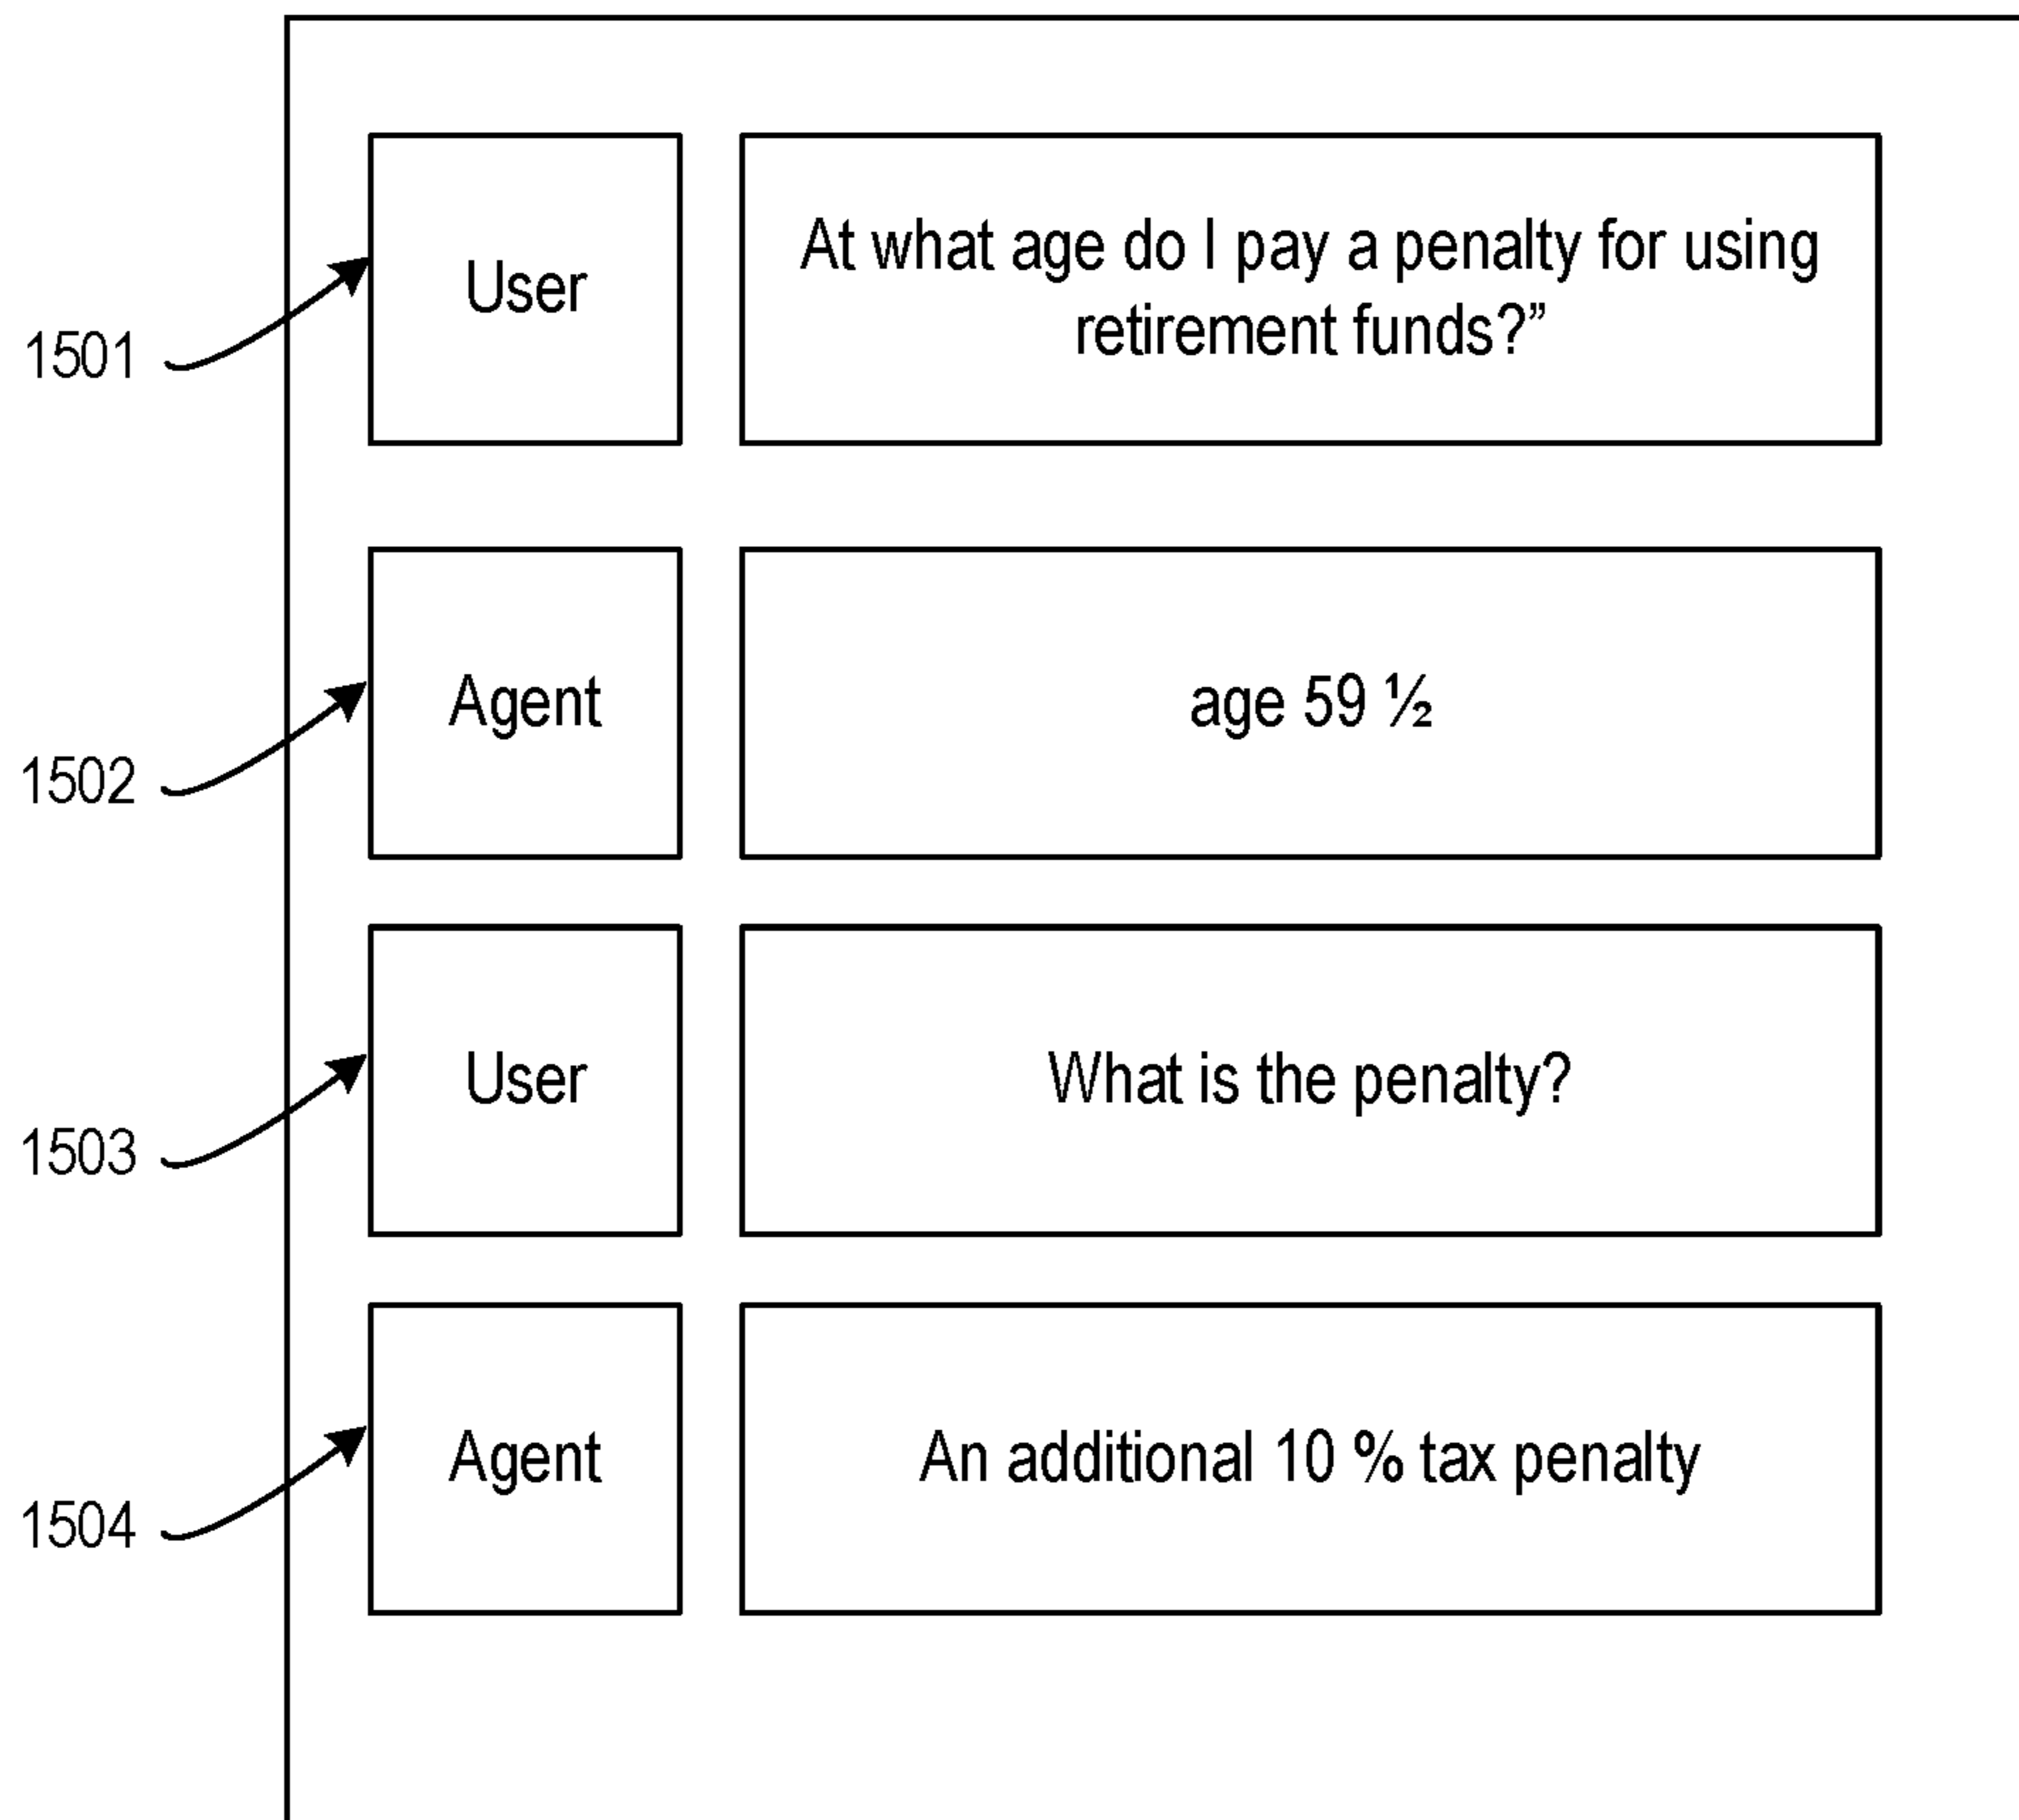 User
At what age do I pay a penalty for using
retirement funds?”
1501
Agent
age 59 ½
1502
User
What is the penalty?
1503
Agent
An additional 10 % tax penalty
1504